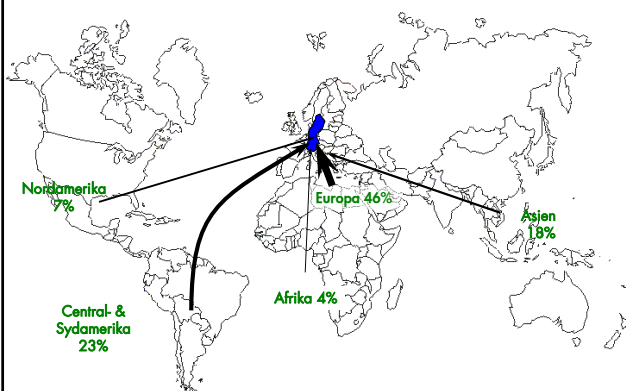 Nordamerika
7%
Europa 46%
Asien
18%
Afrika 4%
Central- &
Sydamerika
23%